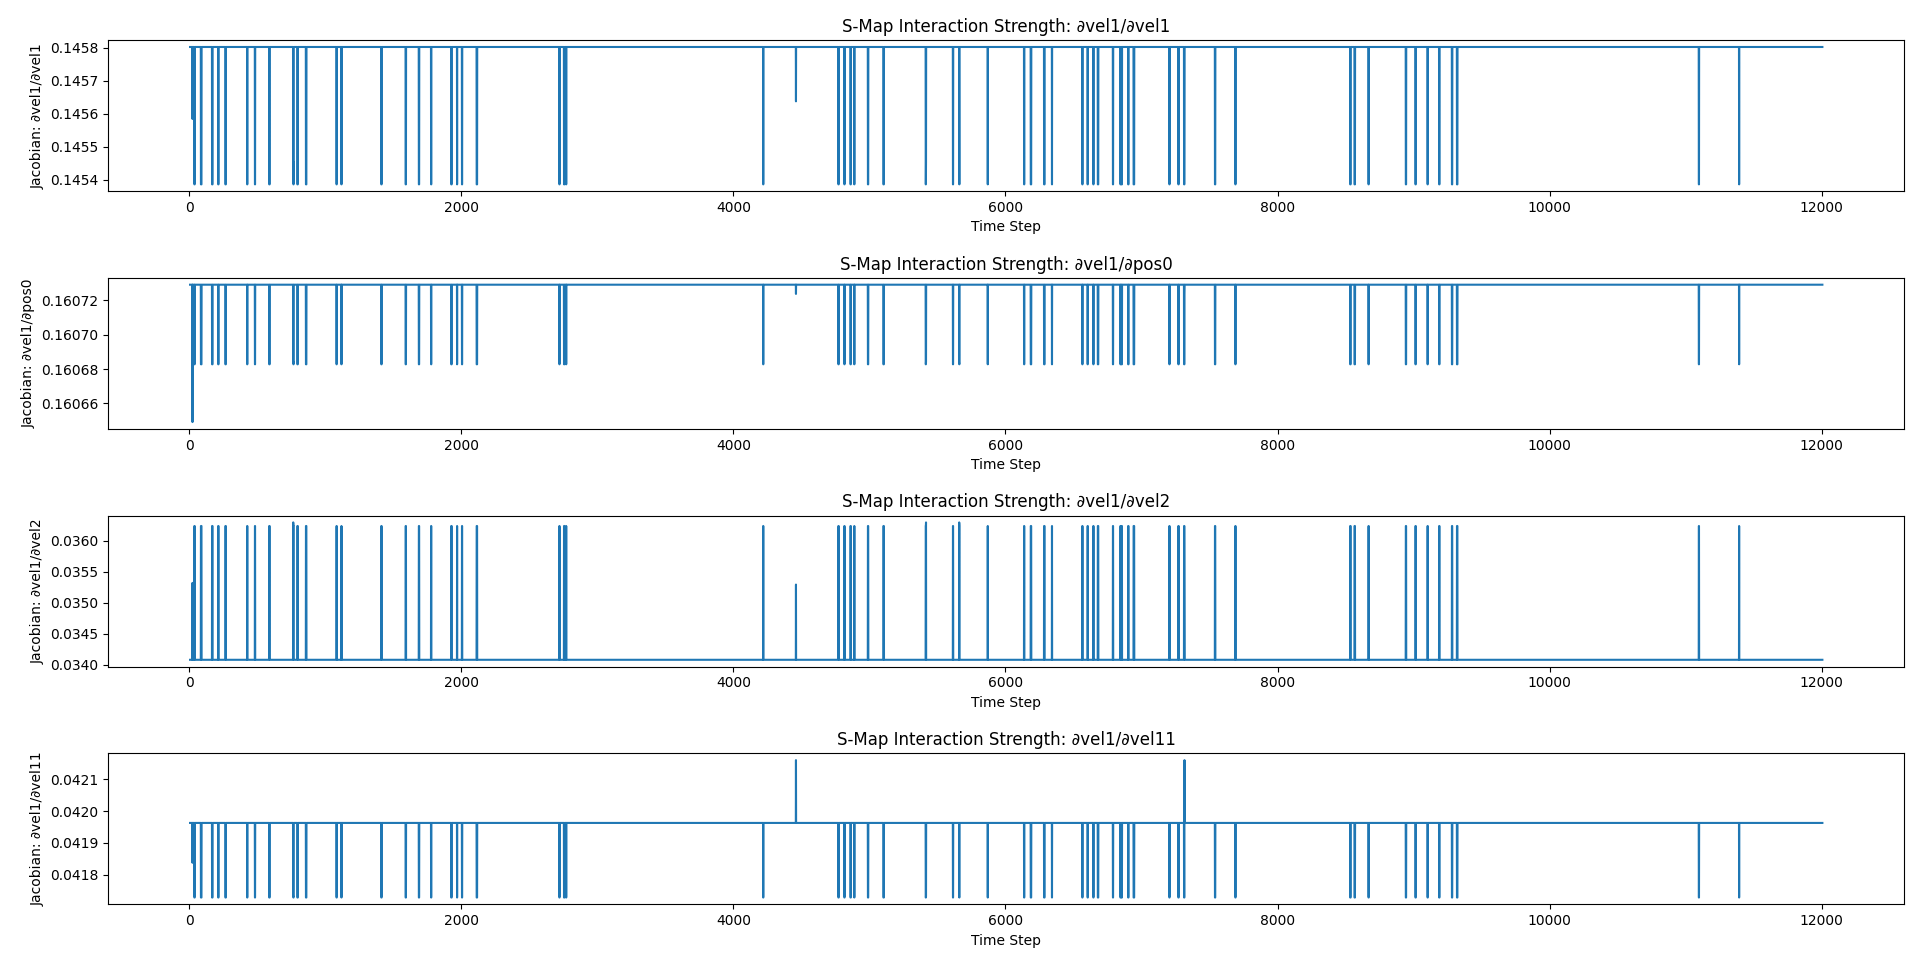 S-Map Interaction Strength: ∂vel1/∂vel1
Jacobian: ∂vel1/∂vel1
0.1458
0.1457
0.1456
0.1455
0.1454
0 2000 4000 6000 8000 10000 12000
Time Step
S-Map Interaction Strength: ∂vel1/∂pos0
Jacobian: ∂vel1/∂pos0
0.16072
0.16070
0.16068
0.16066
0 2000 4000 6000 8000 10000 12000
Time Step
S-Map Interaction Strength: ∂vel1/∂vel2
Jacobian: ∂vel1/∂vel2
0.0360
0.0355
0.0350
0.0345
0.0340
0 2000 4000 6000 8000 10000 12000
Time Step
S-Map Interaction Strength: ∂vel1/∂vel11
Jacobian: ∂vel1/∂vel11
0.0421
0.0420
0.0419
0.0418
0 2000 4000 6000 8000 10000 12000
Time Step